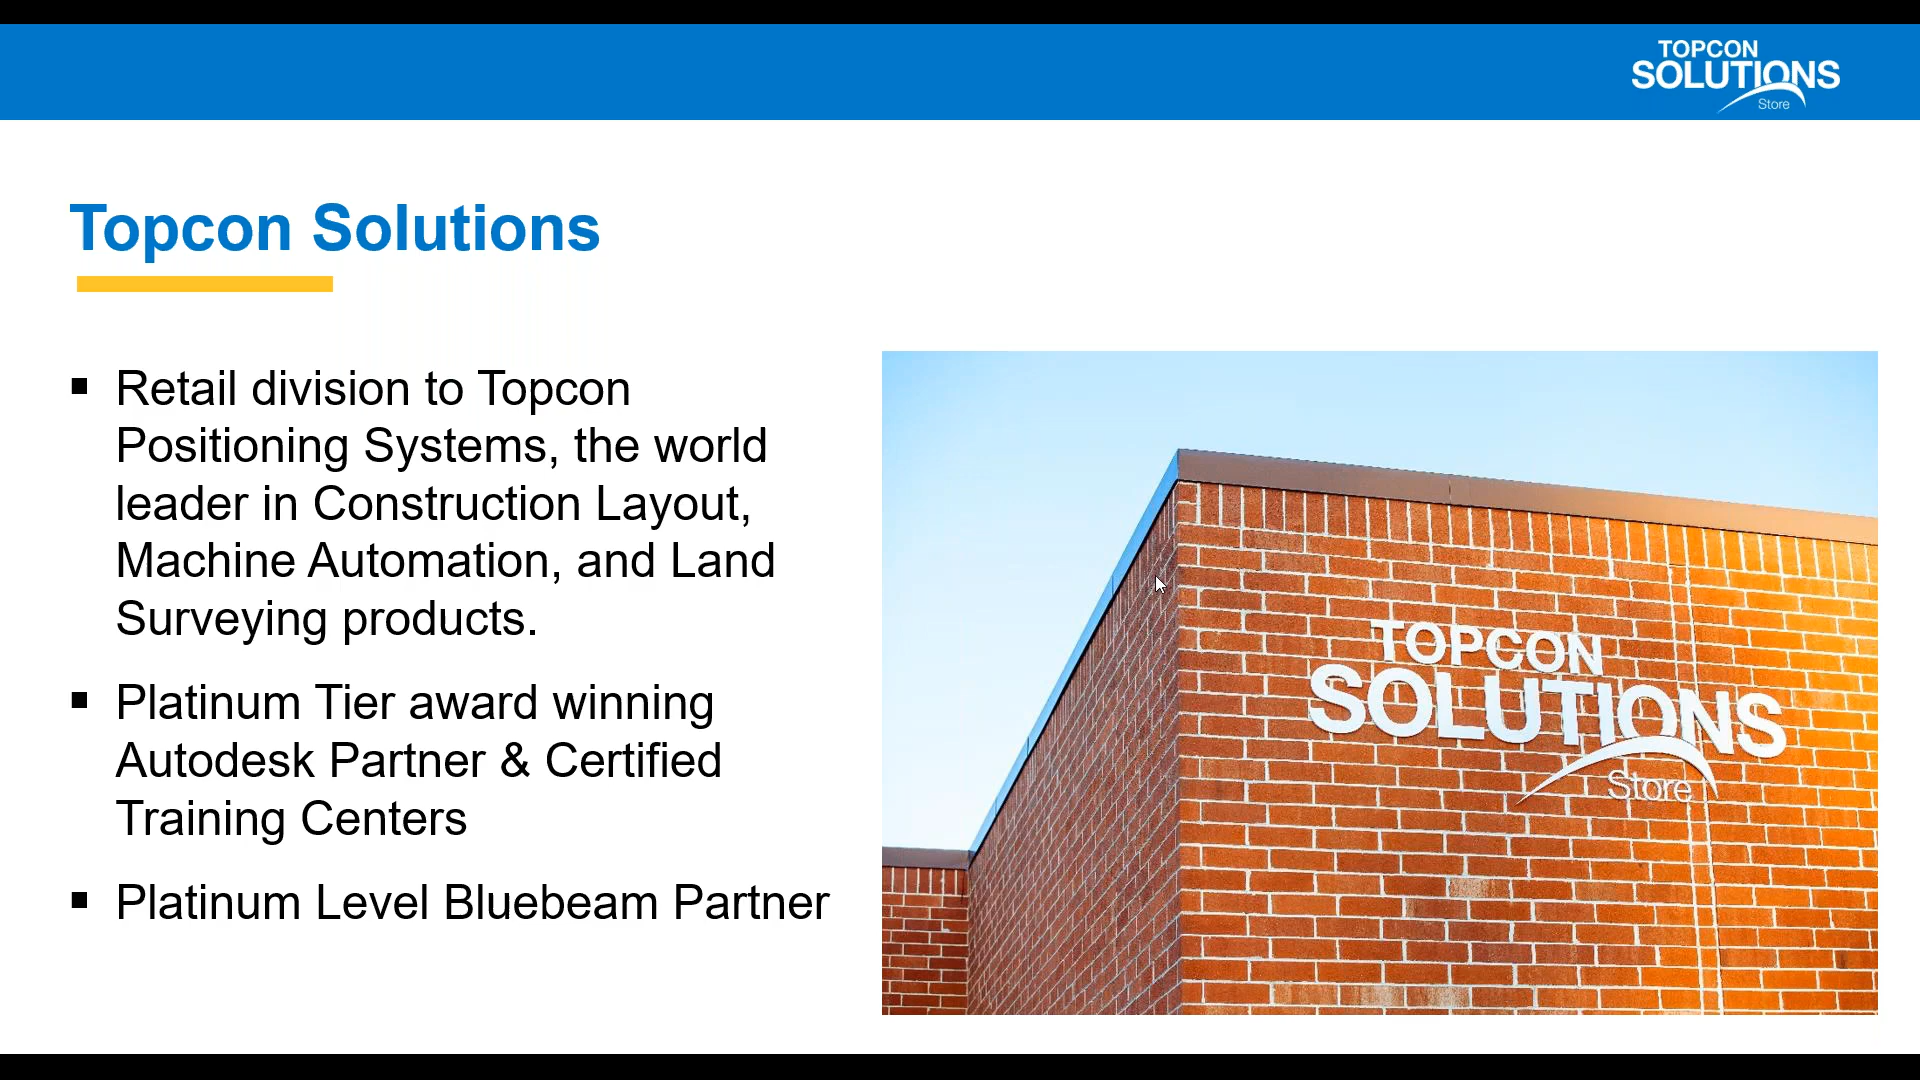 TOPCON
SOLUTIONS
Store
Topcon Solutions
▪ Retail division to Topcon
Positioning Systems, the world
leader in Construction Layout,
Machine Automation, and Land
Surveying products.
▪ Platinum Tier award winning
Autodesk Partner & Certified
Training Centers
▪ Platinum Level Bluebeam Partner
TOPCON
SOLUTIONS
Store